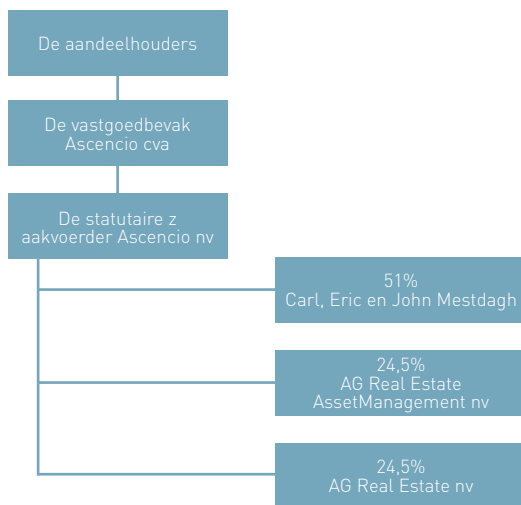 De aandeelhouders
De vastgoedbevak
Ascencio cva
De statutaire z
aakvoerder Ascencio nv
51%
Carl, Eric en John Mestdagh
24,5%
AG Real Estate
AssetManagement nv
24,5%
AG Real Estate nv